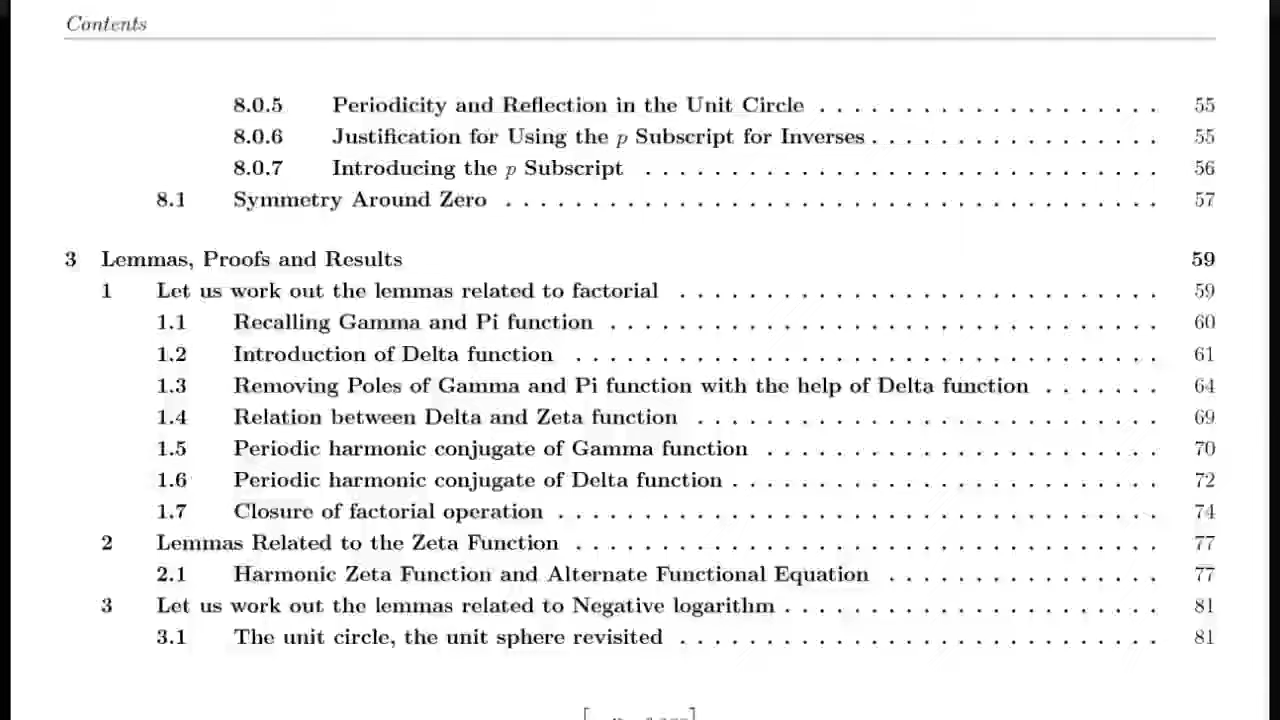 Contents
8.0.5 Periodicity and Reflection in the Unit Circle . . . . . . . . . . . . . . . . . . . . 55
8.0.6 Justification for Using the p Subscript for Inverses . . . . . . . . . . . . . . . . . 55
8.0.7 Introducing the p Subscript . . . . . . . . . . . . . . . . . . . . . . . . . . . . . . 56
8.1 Symmetry Around Zero . . . . . . . . . . . . . . . . . . . . . . . . . . . . . . . . . . . . . . 57
3 Lemmas, Proofs and Results 59
1 Let us work out the lemmas related to factorial . . . . . . . . . . . . . . . . . . . . . . . . . . . . 59
1.1 Recalling Gamma and Pi function . . . . . . . . . . . . . . . . . . . . . . . . . . . . . . . . 60
1.2 Introduction of Delta function . . . . . . . . . . . . . . . . . . . . . . . . . . . . . . . . . . 61
1.3 Removing Poles of Gamma and Pi function with the help of Delta function . . . . . . . 64
1.4 Relation between Delta and Zeta function . . . . . . . . . . . . . . . . . . . . . . . . . . . 69
1.5 Periodic harmonic conjugate of Gamma function . . . . . . . . . . . . . . . . . . . . . . . 70
1.6 Periodic harmonic conjugate of Delta function . . . . . . . . . . . . . . . . . . . . . . . . . 72
1.7 Closure of factorial operation . . . . . . . . . . . . . . . . . . . . . . . . . . . . . . . . . . . 74
2 Lemmas Related to the Zeta Function . . . . . . . . . . . . . . . . . . . . . . . . . . . . . . . . . . 77
2.1 Harmonic Zeta Function and Alternate Functional Equation . . . . . . . . . . . . . . . . 77
3 Let us work out the lemmas related to Negative logarithm . . . . . . . . . . . . . . . . . . . . . . 81
3.1 The unit circle, the unit sphere revisited . . . . . . . . . . . . . . . . . . . . . . . . . . . . 81